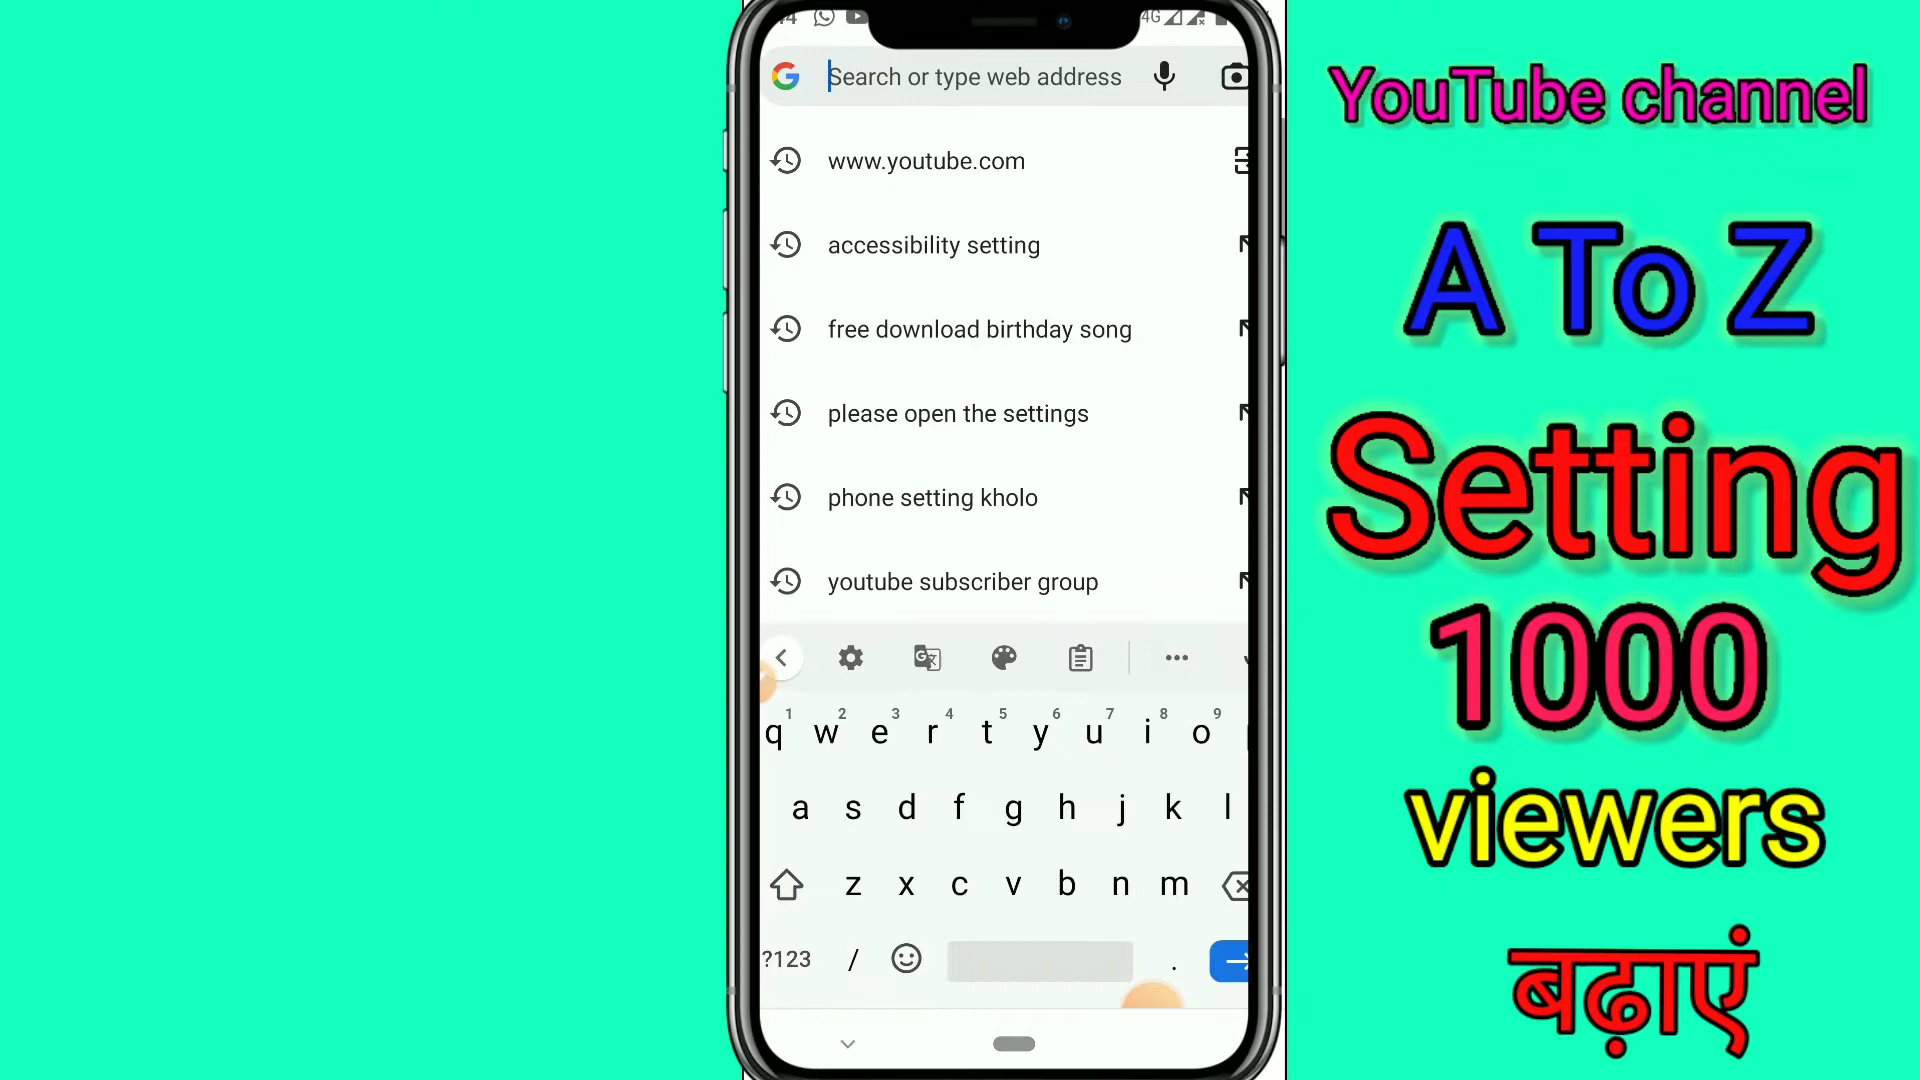 4G
Search or type web address
www.youtube.com
accessibility setting
free download birthday song
please open the settings
phone setting kholo
youtube subscriber group
1 2 3 4 5 6 7 8 9
q w e r t y u i o
a s d f g h j k l
z x c v b n m
?123 / .
YouTube channel
A To Z
Setting
1000
viewers
बढ़ाएं